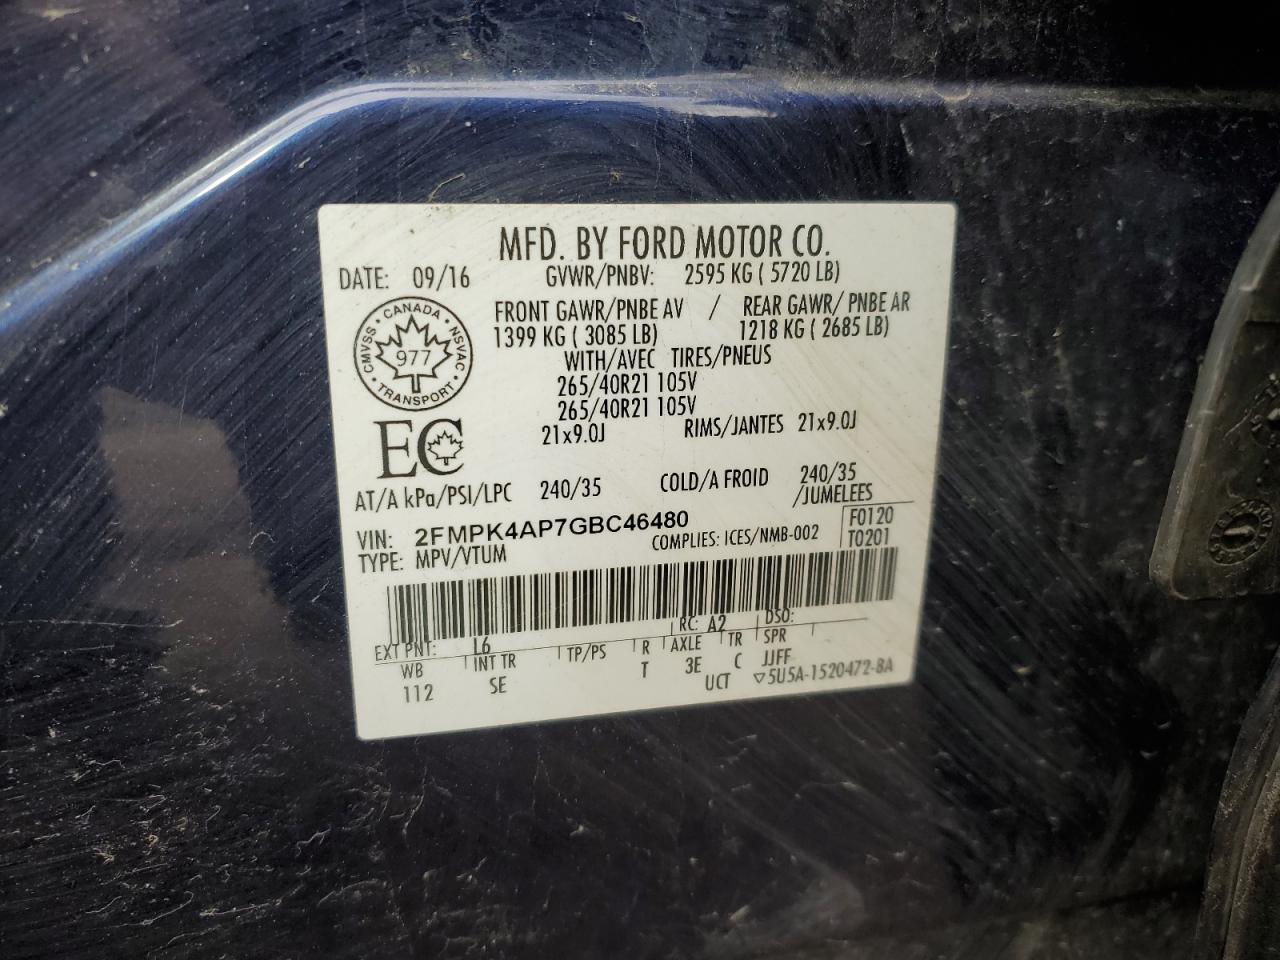 MFD. BY FORD MOTOR CO.
DATE: 09/16 GVWR/PNBV: 2595 KG ( 5720 LB)
FRONT GAWR/PNBE AV / REAR GAWR/ PNBE AR
1399 KG ( 3085 LB) 1218 KG ( 2685 LB)
WITH/AVEC TIRES/PNEUS
265/40R21 105V
265/40R21 105V
21x9.0J RIMS/JANTES 21x9.0J
CANADA
CMVSS 977 NSVAC
TRANSPORT
EC
AT/A kPa/PSI/LPC 240/35 COLD/A FROID 240/35
/JUMELEES
VIN: 2FMPK4AP7GBC46480 F0120
TYPE: MPV/VTUM COMPLIES: ICES/NMB-002 T0201
EXT PNT: L6 RC: A2 DSO:
WB INT TR TP/PS R AXLE TR SPR
112 SE T 3E C JJFF
UCT ▽5U5A-1520472-BA